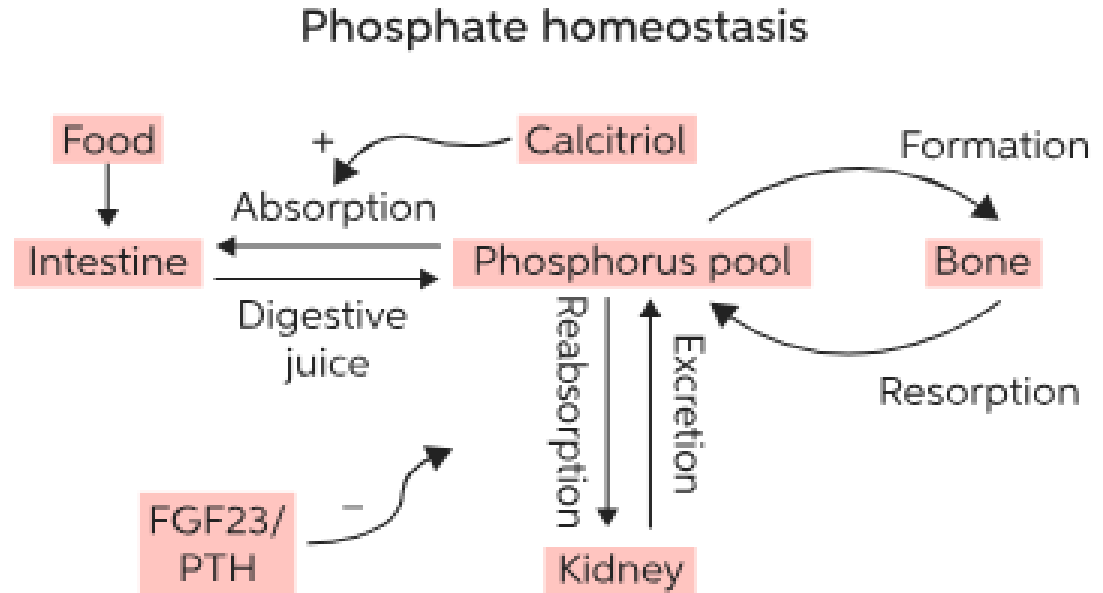 Phosphate homeostasis
Food
+
Calcitriol
Formation
Absorption
Intestine
Phosphorus pool
Bone
Digestive
juice
Reabsorption
Excretion
Resorption
FGF23/
PTH
–
Kidney